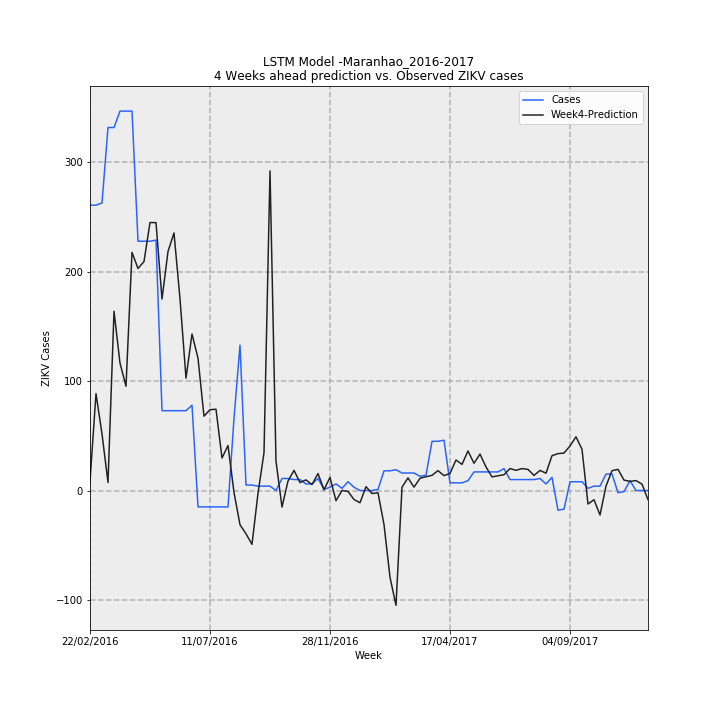 LSTM Model -Maranhao_2016-2017
4 Weeks ahead prediction vs. Observed ZIKV cases
Cases
Week4-Prediction
ZIKV Cases
300
200
100
0
−100
22/02/2016 11/07/2016 28/11/2016 17/04/2017 04/09/2017
Week